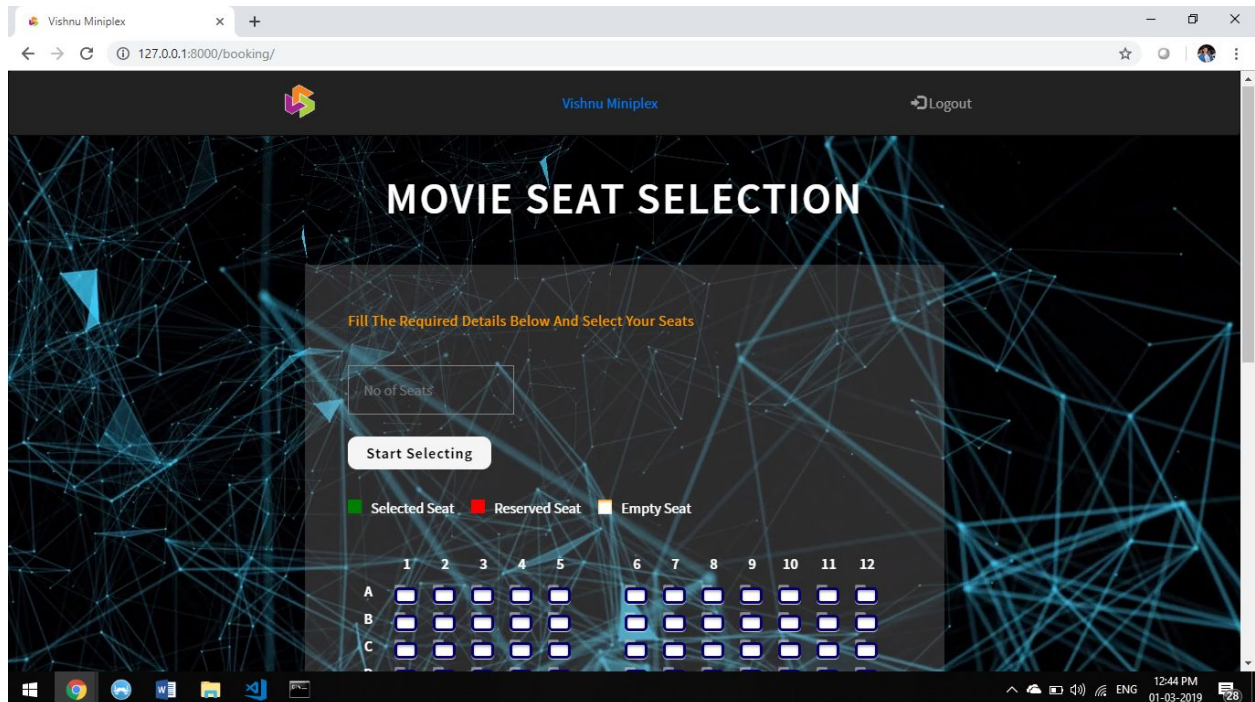 Vishnu Miniplex
127.0.0.1:8000/booking/
Vishnu Miniplex Logout
MOVIE SEAT SELECTION
Fill The Required Details Below And Select Your Seats
No of Seats
Start Selecting
Selected Seat Reserved Seat Empty Seat
1 2 3 4 5 6 7 8 9 10 11 12
A
B
C
ENG 12:44 PM
01-03-2019 28